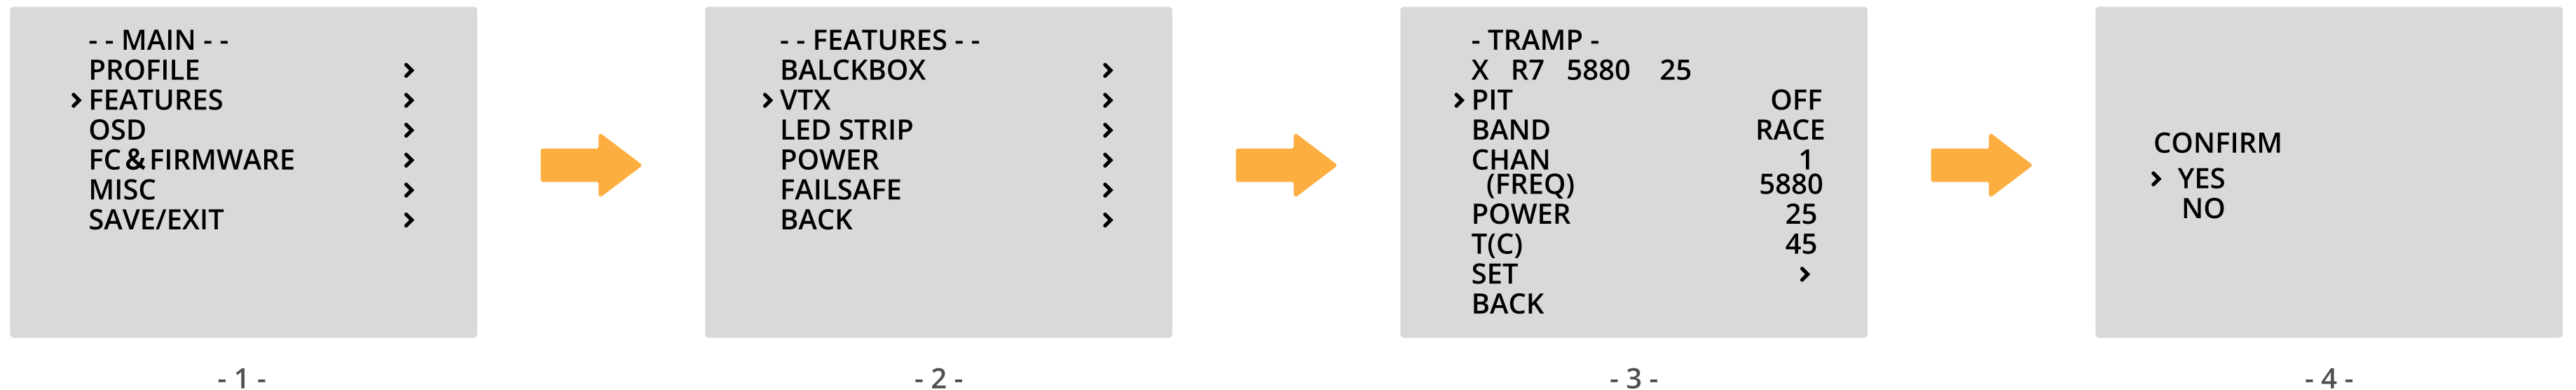 - - MAIN - -
PROFILE >
> FEATURES >
OSD >
FC & FIRMWARE >
MISC >
SAVE/EXIT >
- 1 -
- - FEATURES - -
BALCKBOX >
> VTX >
LED STRIP >
POWER >
FAILSAFE >
BACK >
- 2 -
- TRAMP -
X R7 5880 25
> PIT OFF
BAND RACE
CHAN 1
(FREQ) 5880
POWER 25
T(C) 45
SET >
BACK
- 3 -
CONFIRM
> YES
NO
- 4 -